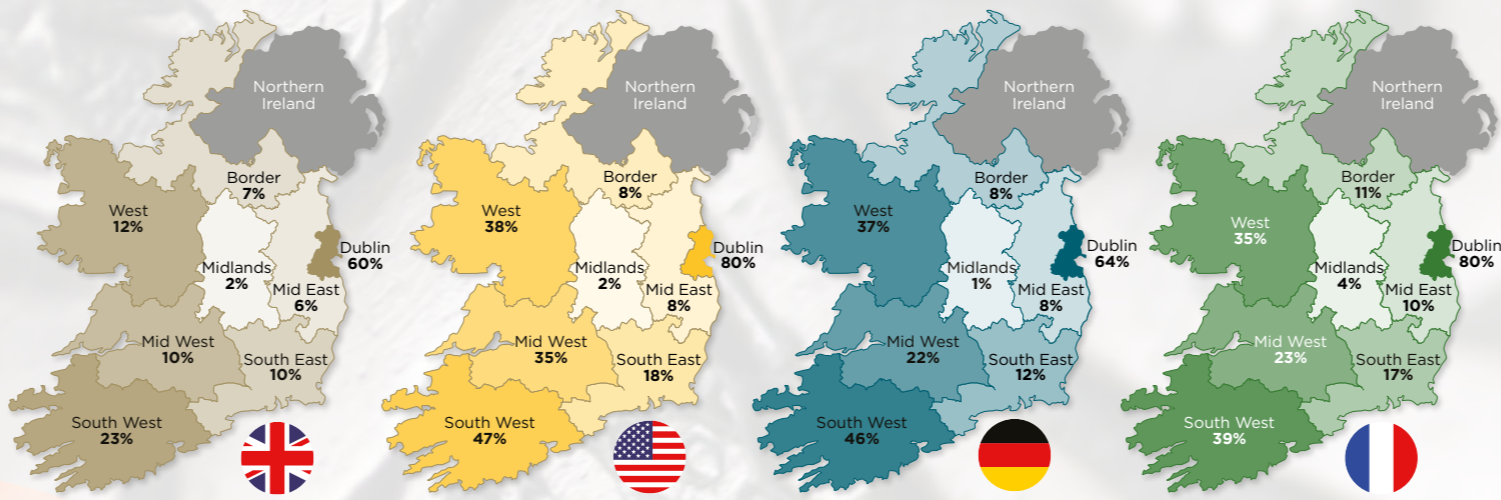 Northern
Ireland
Border
7%
West
12%
Dublin
60%
Midlands
2%
Mid East
6%
Mid West
10%
South East
10%
South West
23%
Northern
Ireland
Border
8%
West
38%
Dublin
80%
Midlands
2%
Mid East
8%
Mid West
35%
South East
18%
South West
47%
Northern
Ireland
Border
8%
West
37%
Dublin
64%
Midlands
1%
Mid East
8%
Mid West
22%
South East
12%
South West
46%
Northern
Ireland
Border
11%
West
35%
Dublin
80%
Midlands
4%
Mid East
10%
Mid West
23%
South East
17%
South West
39%